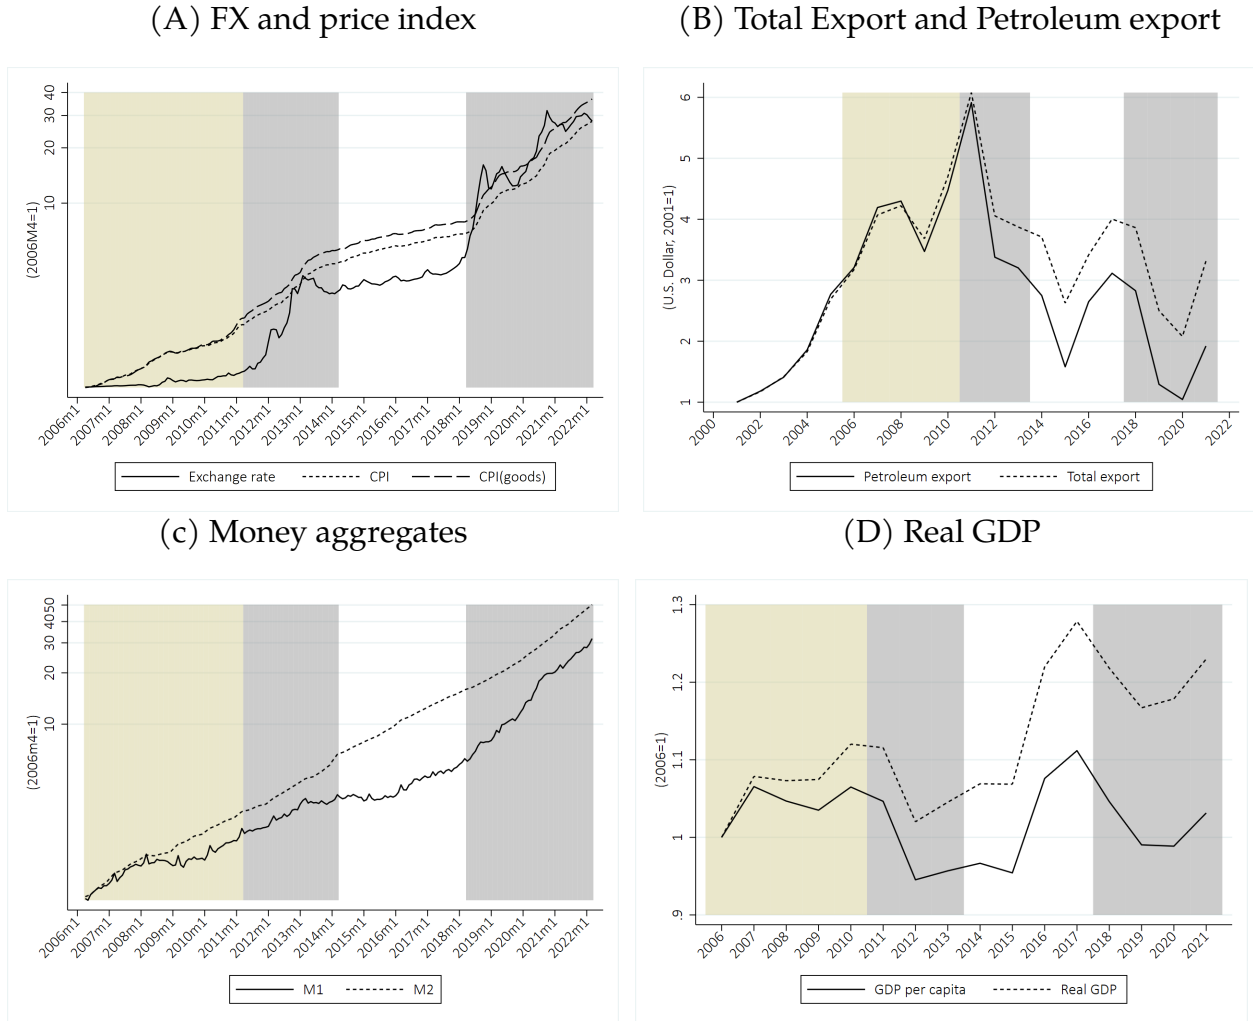 (A) FX and price index
(2006M4=1)
40
30
20
10
2006m1
2007m1
2008m1
2009m1
2010m1
2011m1
2012m1
2013m1
2014m1
2015m1
2016m1
2017m1
2018m1
2019m1
2020m1
2021m1
2022m1
Exchange rate
CPI
CPI(goods)
(B) Total Export and Petroleum export
(U.S. Dollar, 2001=1)
6
5
4
3
2
1
2000
2002
2004
2006
2008
2010
2012
2014
2016
2018
2020
2022
Petroleum export
Total export
(c) Money aggregates
(2006m4=1)
50
40
30
20
10
2006m1
2007m1
2008m1
2009m1
2010m1
2011m1
2012m1
2013m1
2014m1
2015m1
2016m1
2017m1
2018m1
2019m1
2020m1
2021m1
2022m1
M1
M2
(D) Real GDP
(2006=1)
1.3
1.2
1.1
1
.9
2006
2007
2008
2009
2010
2011
2012
2013
2014
2015
2016
2017
2018
2019
2020
2021
GDP per capita
Real GDP